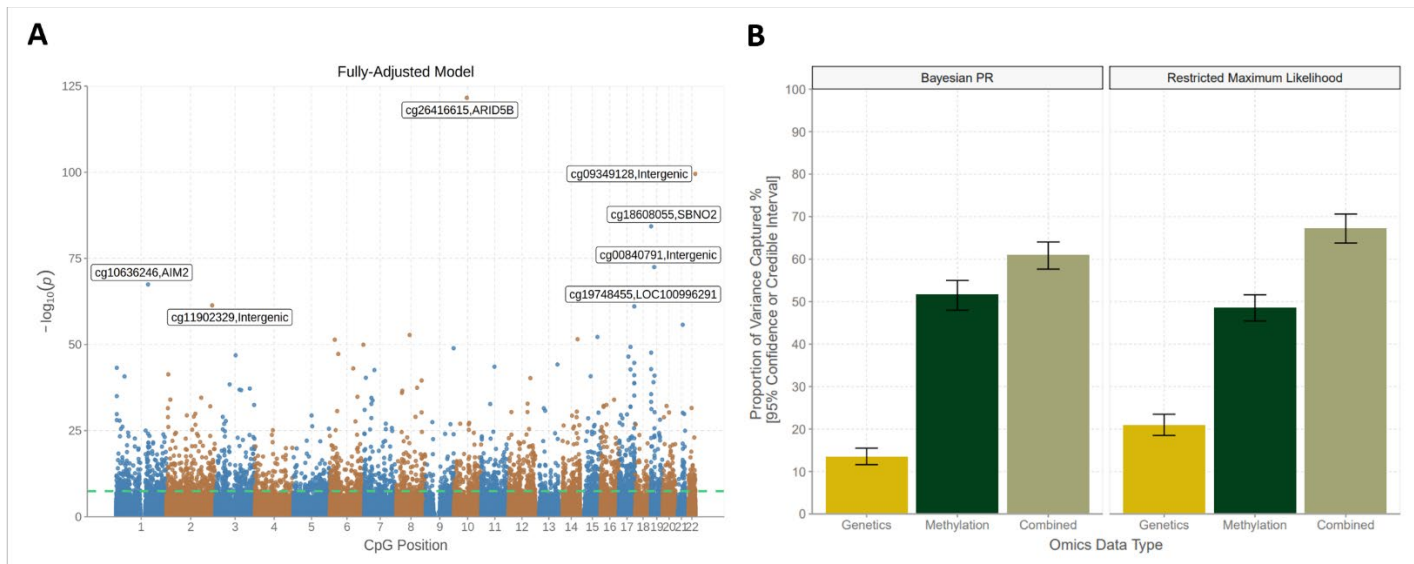 A
Fully-Adjusted Model
−log10(p)
125
100
75
50
25
0
cg26416615,ARID5B
cg09349128,Intergenic
cg18608055,SBNO2
cg00840791,Intergenic
cg10636246,AIM2
cg19748455,LOC100996291
cg11902329,Intergenic
1 2 3 4 5 6 7 8 9 10 11 12 13 14 15 16 17 18 19 20 21 22
CpG Position
B
Bayesian PR
Restricted Maximum Likelihood
Proportion of Variance Captured %
[95% Confidence or Credible Interval]
100
90
80
70
60
50
40
30
20
10
0
Genetics Methylation Combined
Genetics Methylation Combined
Omics Data Type